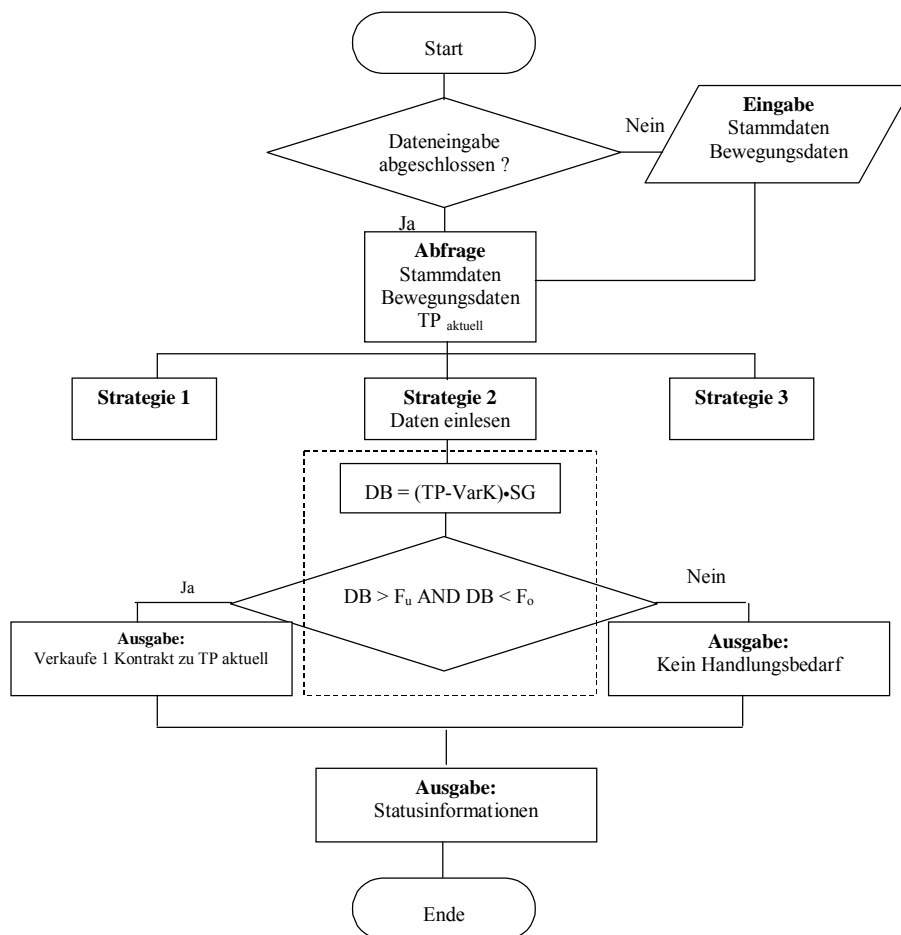 Start
Dateneingabe
abgeschlossen ?
Nein
Eingabe
Stammdaten
Bewegungsdaten
Ja
Abfrage
Stammdaten
Bewegungsdaten
TP aktuell
Strategie 1
Strategie 2
Daten einlesen
Strategie 3
DB = (TP-VarK)•SG
DB > Fu AND DB < Fo
Ja
Nein
Ausgabe:
Verkaufe 1 Kontrakt zu TP aktuell
Ausgabe:
Kein Handlungsbedarf
Ausgabe:
Statusinformationen
Ende